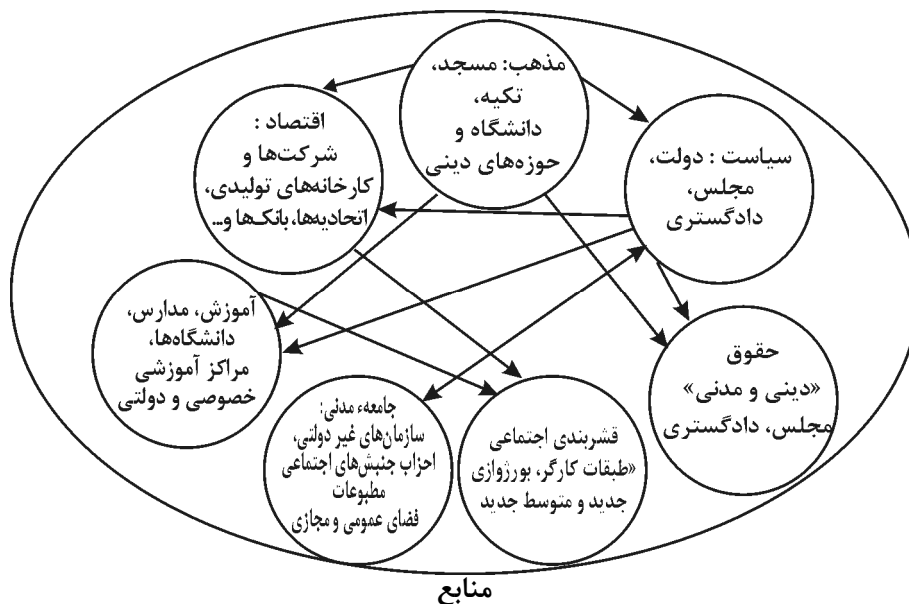 مذهب: مسجد،
تکیه،
دانشگاه و
حوزه‌های دینی
سیاست : دولت،
مجلس،
دادگستری
اقتصاد :
شرکت‌ها و
کارخانه‌های تولیدی،
اتحادیه‌ها، بانک‌ها و...
حقوق
«دینی و مدنی»
مجلس، دادگستری
آموزش، مدارس،
دانشگاه‌ها،
مراکز آموزشی
خصوصی و دولتی
قشربندی اجتماعی
«طبقات کارگر، بورژوازی
جدید و متوسط جدید
جامعهء مدنی:
سازمان‌های غیر دولتی،
احزاب جنبش‌های اجتماعی
مطبوعات
فضای عمومی و مجازی
منابع